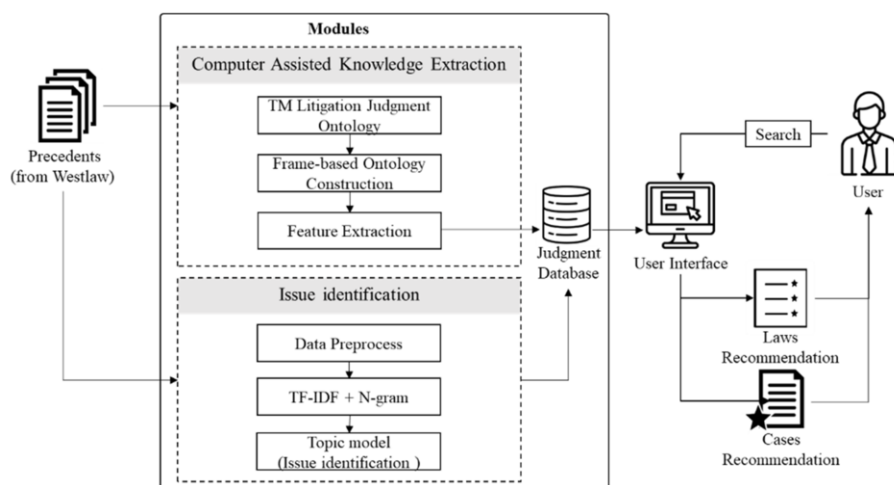 Modules
Computer Assisted Knowledge Extraction
TM Litigation Judgment
Ontology
Frame-based Ontology
Construction
Feature Extraction
Precedents
(from Westlaw)
Issue identification
Data Preprocess
TF-IDF + N-gram
Topic model
(Issue identification )
Judgment
Database
Search
User
User Interface
Laws
Recommendation
Cases
Recommendation